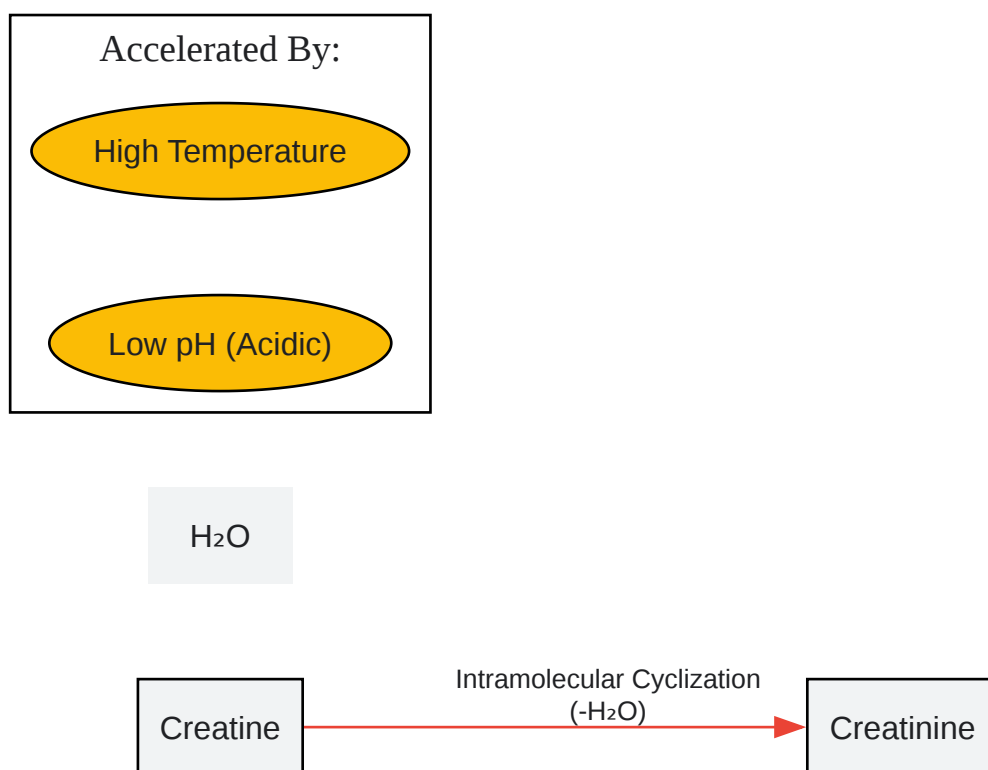 Accelerated By:
High Temperature
Low pH (Acidic)
H₂O
Intramolecular Cyclization
(-H₂O)
Creatine
Creatinine